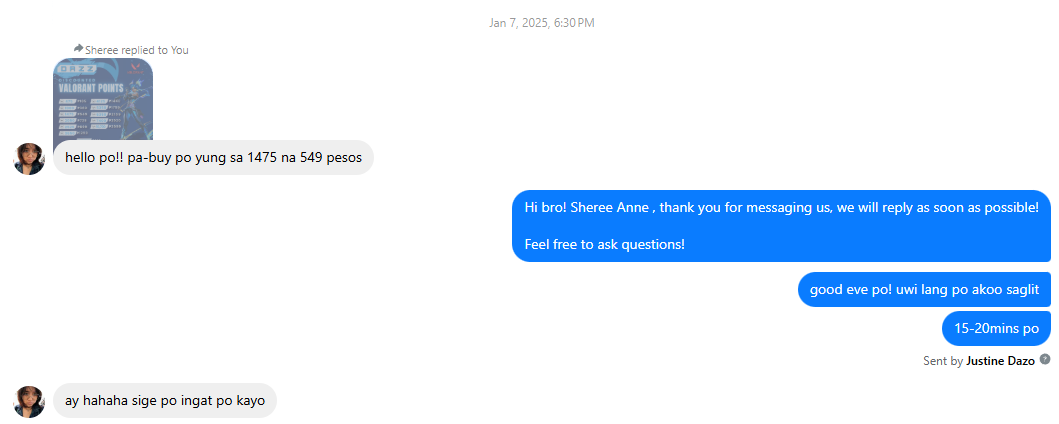 Jan 7, 2025, 6:30 PM
Sheree replied to You
DAZZ
DISCOUNTED
VALORANT POINTS
hello po!! pa-buy po yung sa 1475 na 549 pesos
Hi bro! Sheree Anne , thank you for messaging us, we will reply as soon as possible!
Feel free to ask questions!
good eve po! uwi lang po akoo saglit
15-20mins po
Sent by Justine Dazo
ay hahaha sige po ingat po kayo